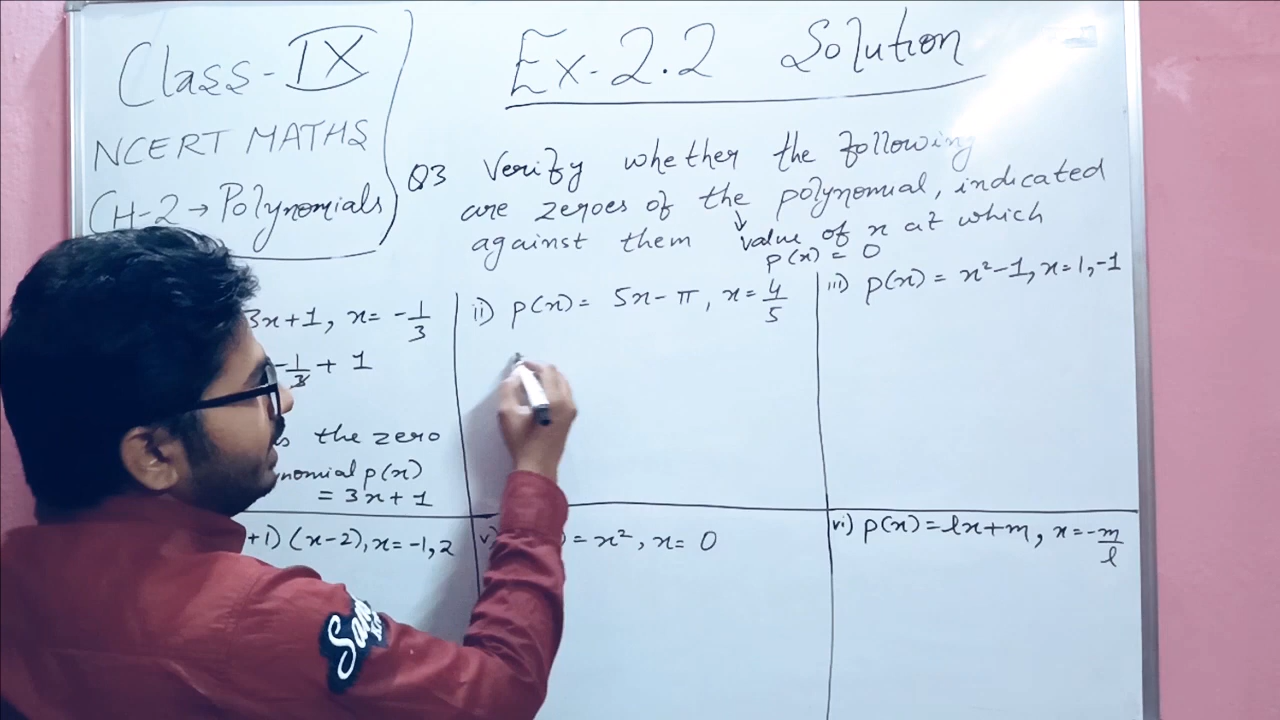 Class-IX
NCERT MATHS
CH-2 → Polynomials
Ex-2.2 Solution
Q3 Verify whether the following
are zeroes of the polynomial, indicated
against them
↓ value of x at which
p(x) = 0
3x+1, x= -1/3
-1/3 + 1
the zero
p(x)
= 3x+1
ii) p(x)= 5x-π, x= 4/5
iii) p(x)= x²-1, x=1,-1
+1) (x-2), x=-1, 2
= x², x= 0
vi) p(x)=lx+m, x=-m/l